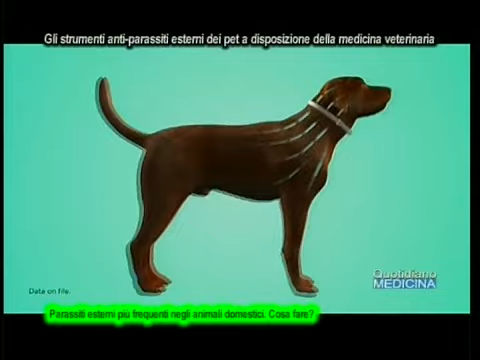 Gli strumenti anti-parassiti esterni dei pet a disposizione della medicina veterinaria
Data on file.
Quotidiano
MEDICINA
Parassiti esterni più frequenti negli animali domestici. Cosa fare?